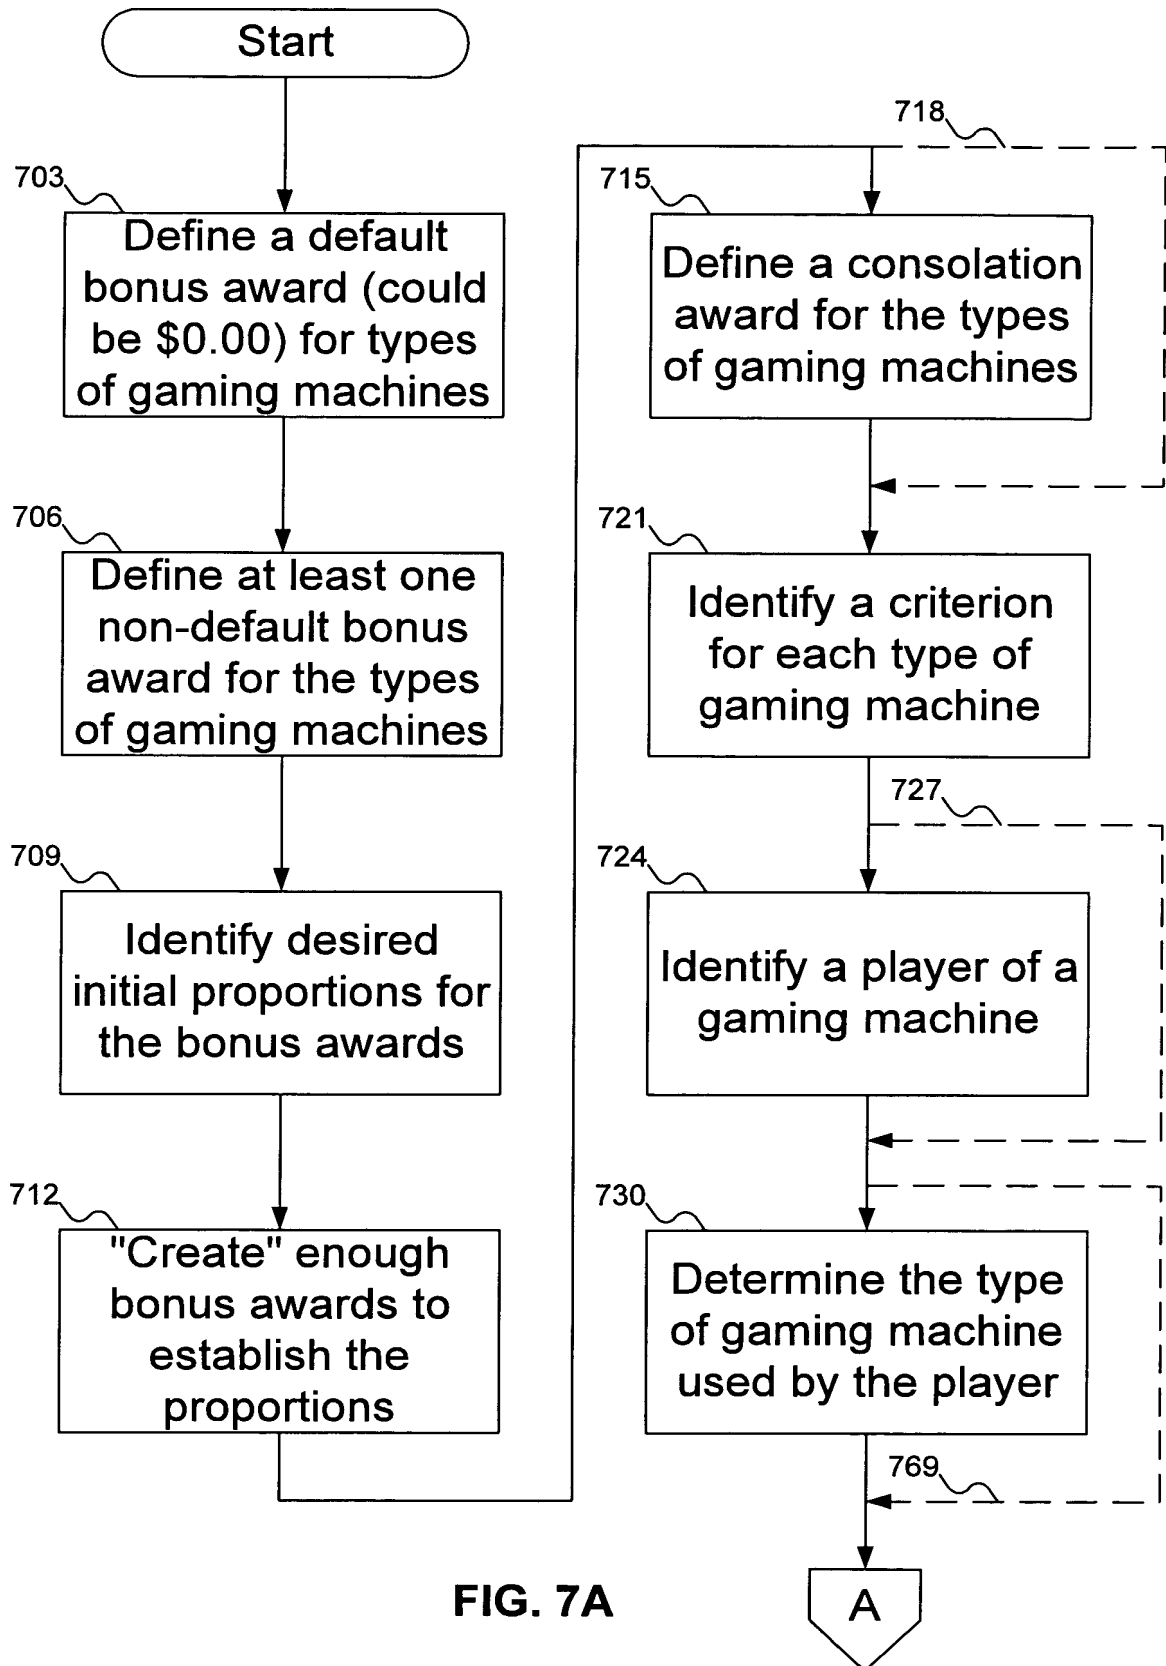 Start
703
Define a default
bonus award (could
be $0.00) for types
of gaming machines
706
Define at least one
non-default bonus
award for the types
of gaming machines
709
Identify desired
initial proportions for
the bonus awards
712
"Create" enough
bonus awards to
establish the
proportions
718
715
Define a consolation
award for the types
of gaming machines
721
Identify a criterion
for each type of
gaming machine
727
724
Identify a player of a
gaming machine
730
Determine the type
of gaming machine
used by the player
769
A
FIG. 7A